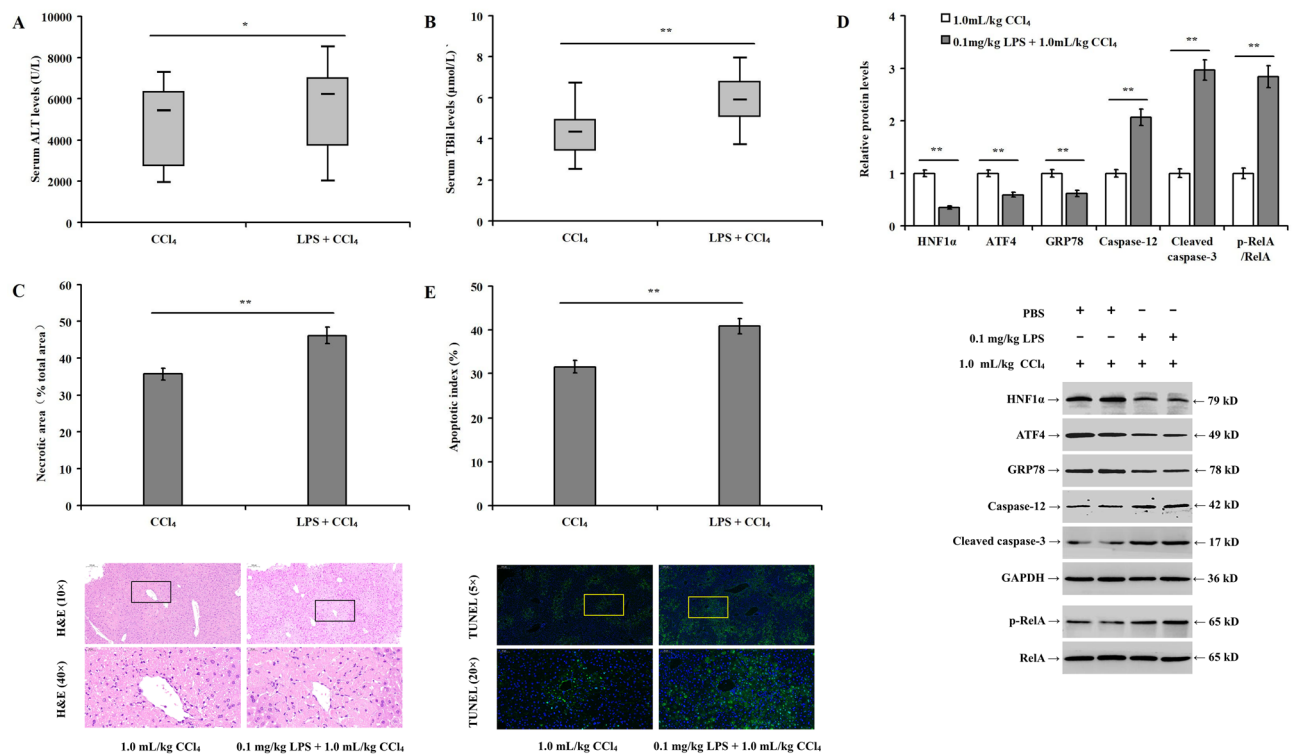 A
*
Serum ALT levels (U/L)
10000
8000
6000
4000
2000
0
CCl₄
LPS + CCl₄
B
**
Serum TBil levels (μmol/L)
10
8
6
4
2
0
CCl₄
LPS + CCl₄
D
1.0mL/kg CCl₄
0.1mg/kg LPS + 1.0mL/kg CCl₄
Relative protein levels
4
3
2
1
0
**
**
**
**
**
**
HNF1α
ATF4
GRP78
Caspase-12
Cleaved
caspase-3
p-RelA
/RelA
C
**
Necrotic area (% total area)
60
50
40
30
20
10
0
CCl₄
LPS + CCl₄
H&E (10×)
H&E (40×)
1.0 mL/kg CCl₄
0.1 mg/kg LPS + 1.0 mL/kg CCl₄
E
**
Apoptotic index (%)
50
40
30
20
10
0
CCl₄
LPS + CCl₄
TUNEL (5×)
TUNEL (20×)
1.0 mL/kg CCl₄
0.1 mg/kg LPS + 1.0 mL/kg CCl₄
PBS + + − −
0.1 mg/kg LPS − − + +
1.0 mL/kg CCl₄ + + + +
HNF1α → ← 79 kD
ATF4 → ← 49 kD
GRP78 → ← 78 kD
Caspase-12 → ← 42 kD
Cleaved caspase-3 → ← 17 kD
GAPDH → ← 36 kD
p-RelA → ← 65 kD
RelA → ← 65 kD